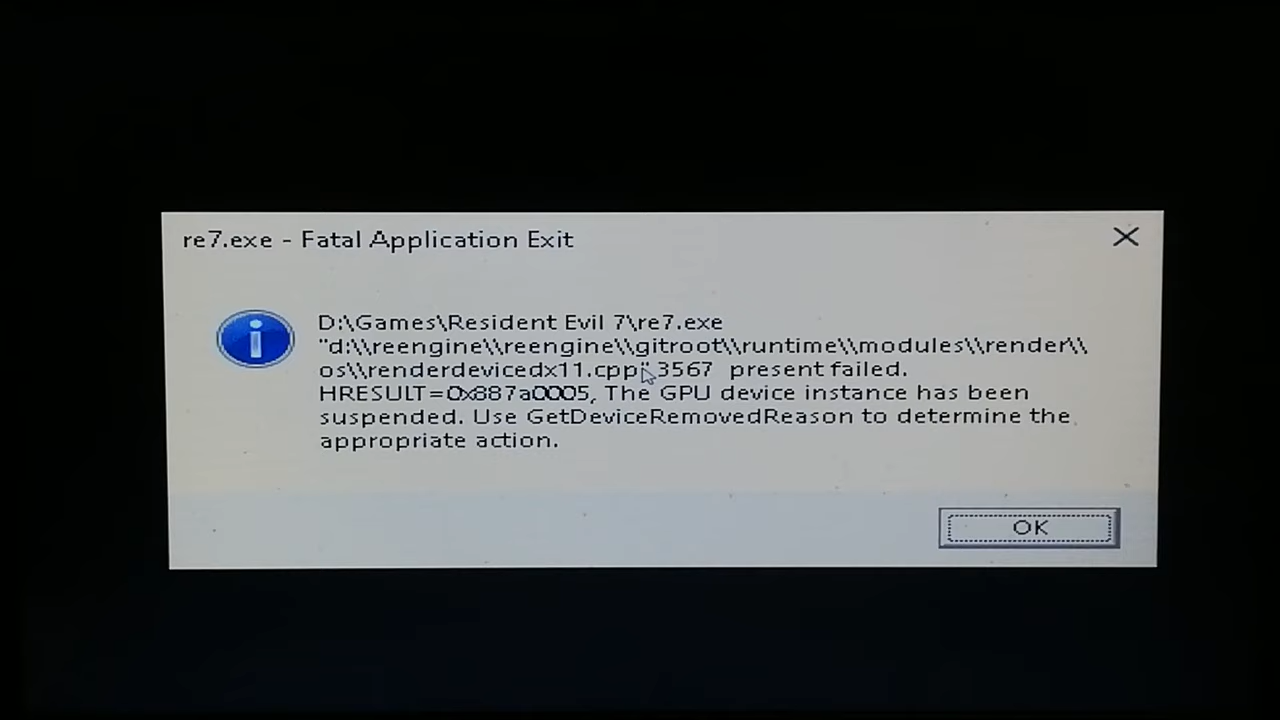 re7.exe - Fatal Application Exit
D:\Games\Resident Evil 7\re7.exe
"d:\\reengine\\reengine\\gitroot\\runtime\\modules\\render\\
os\\renderdevicedx11.cpp" 3567 present failed.
HRESULT=0x887a0005, The GPU device instance has been
suspended. Use GetDeviceRemovedReason to determine the
appropriate action.
OK